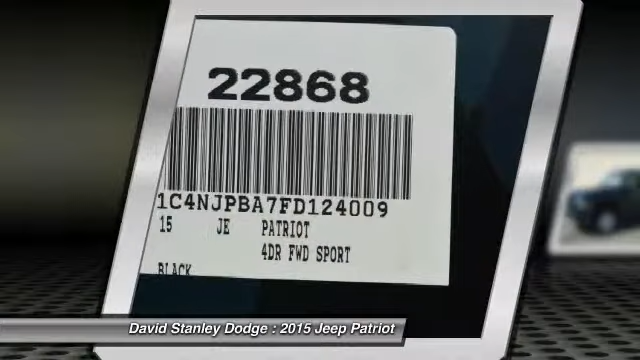 22868
1C4NJPBA7FD124009
15 JE PATRIOT
4DR FWD SPORT
BLACK
David Stanley Dodge : 2015 Jeep Patriot